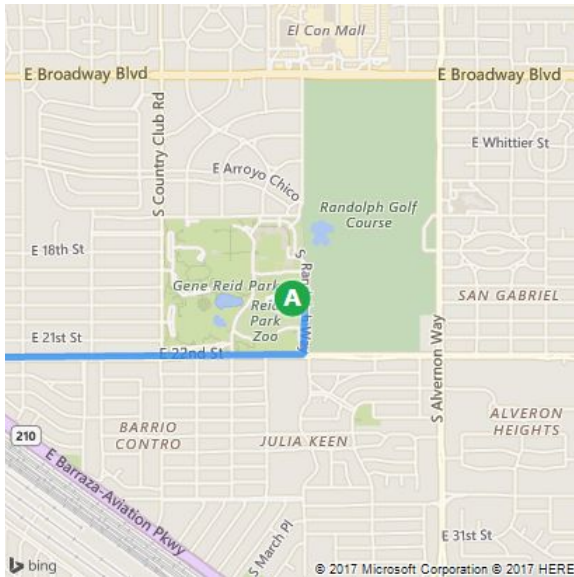 El Con Mall
E Broadway Blvd
E Broadway Blvd
S Country Club Rd
E Whittier St
E Arroyo Chico
Randolph Golf
Course
E 18th St
Gene Reid Park
A
Reid
Park
Zoo
S Way
SAN GABRIEL
E 21st St
E 22nd St
S Alvernon Way
BARRIO
CONTRO
JULIA KEEN
ALVERON
HEIGHTS
210
E Barraza-Aviation Pkwy
S March Pl
E 31st St
bing
© 2017 Microsoft Corporation © 2017 HERE